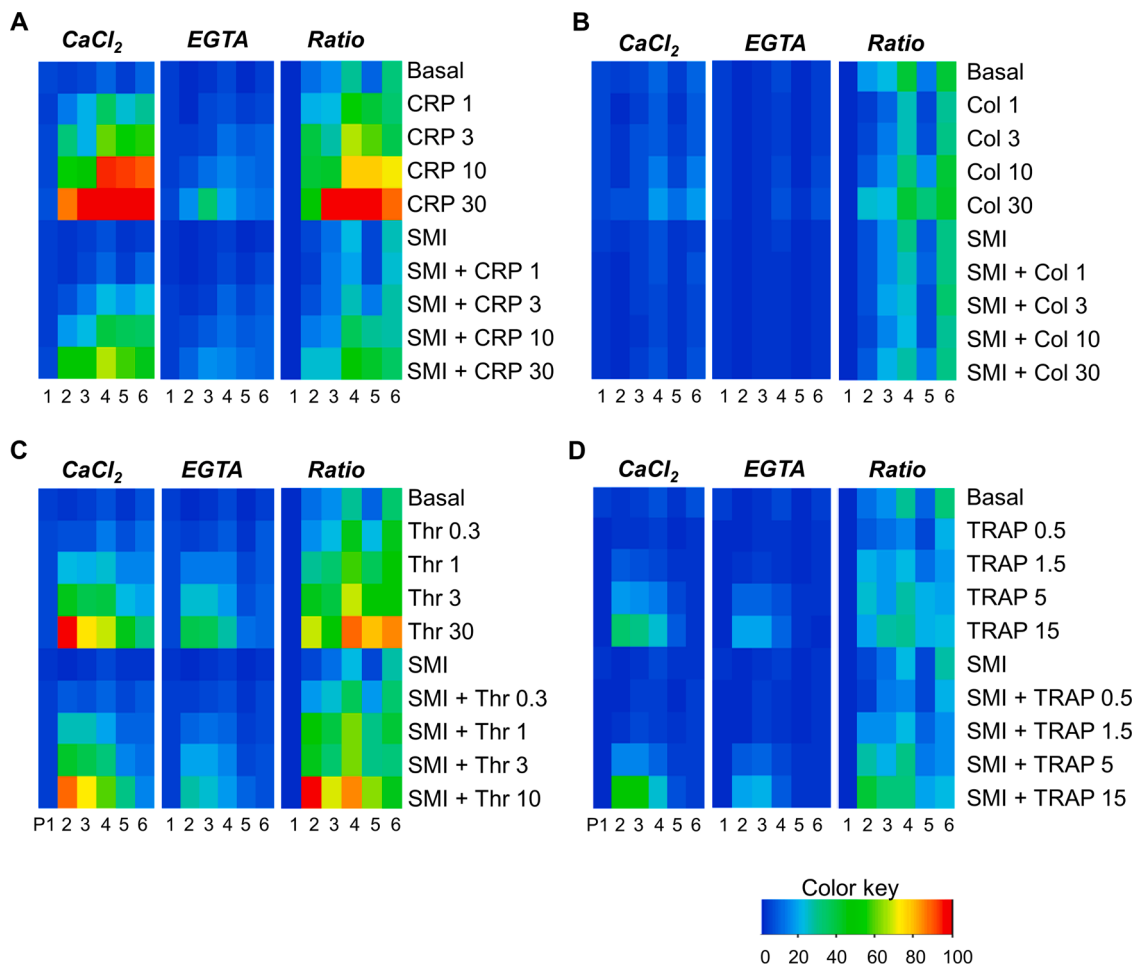 A
CaCl2 EGTA Ratio
Basal
CRP 1
CRP 3
CRP 10
CRP 30
SMI
SMI + CRP 1
SMI + CRP 3
SMI + CRP 10
SMI + CRP 30
1 2 3 4 5 6 1 2 3 4 5 6 1 2 3 4 5 6
B
CaCl2 EGTA Ratio
Basal
Col 1
Col 3
Col 10
Col 30
SMI
SMI + Col 1
SMI + Col 3
SMI + Col 10
SMI + Col 30
1 2 3 4 5 6 1 2 3 4 5 6 1 2 3 4 5 6
C
CaCl2 EGTA Ratio
Basal
Thr 0.3
Thr 1
Thr 3
Thr 30
SMI
SMI + Thr 0.3
SMI + Thr 1
SMI + Thr 3
SMI + Thr 10
P1 2 3 4 5 6 1 2 3 4 5 6 1 2 3 4 5 6
D
CaCl2 EGTA Ratio
Basal
TRAP 0.5
TRAP 1.5
TRAP 5
TRAP 15
SMI
SMI + TRAP 0.5
SMI + TRAP 1.5
SMI + TRAP 5
SMI + TRAP 15
P1 2 3 4 5 6 1 2 3 4 5 6 1 2 3 4 5 6
Color key
0 20 40 60 80 100